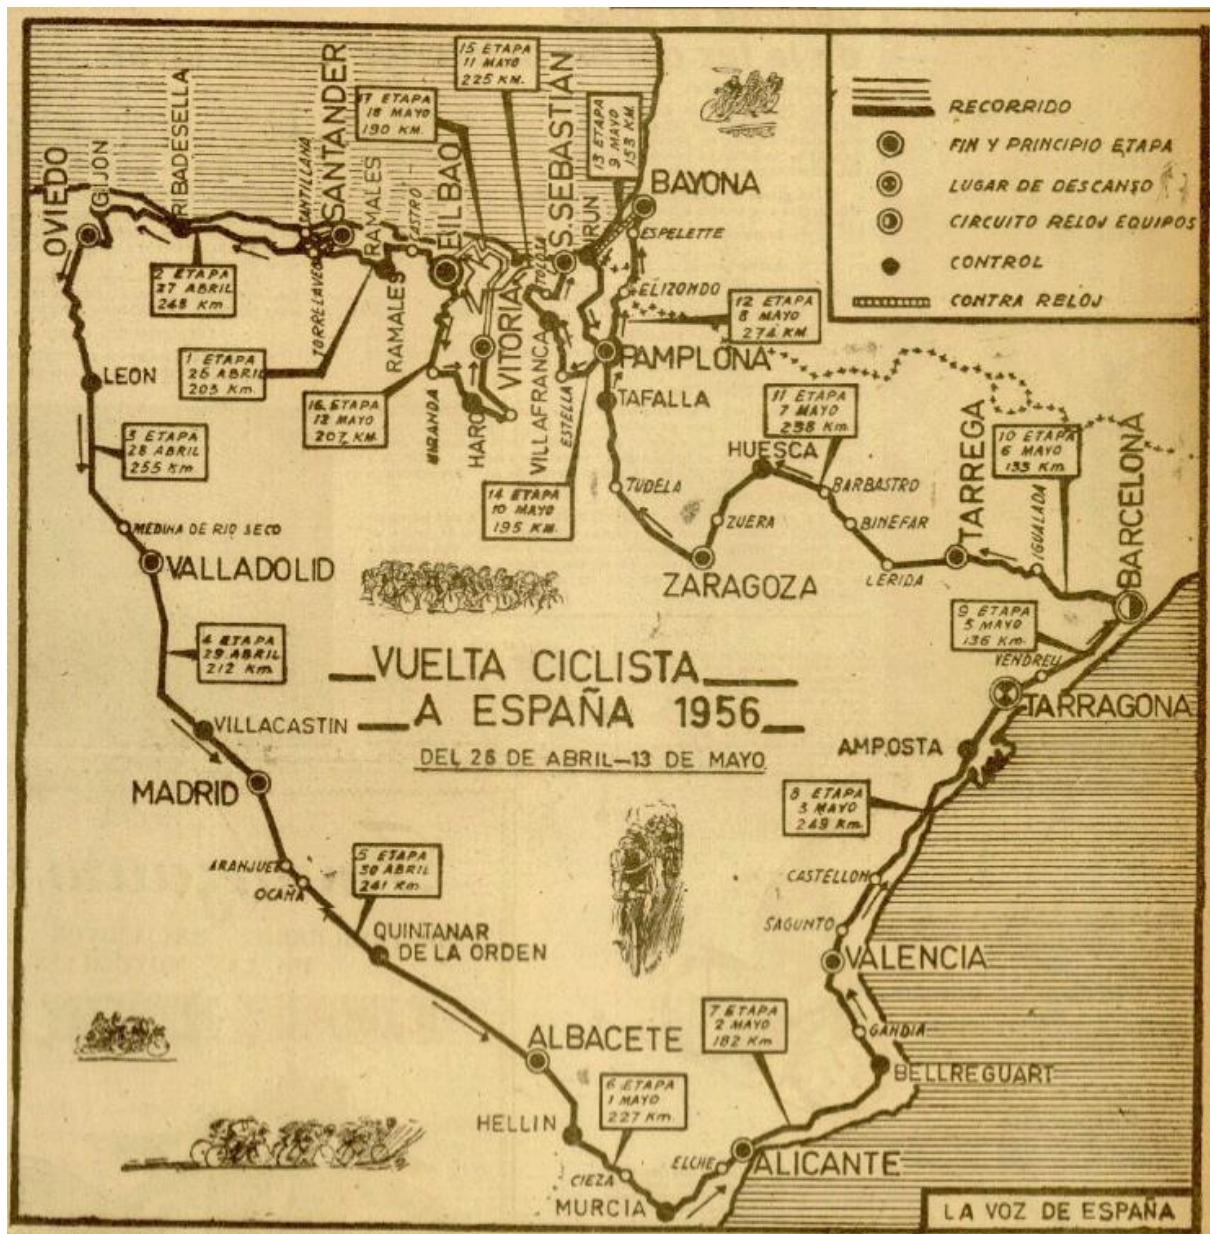 15 ETAPA
11 MAYO
225 KM.
17 ETAPA
18 MAYO
190 KM.
13 ETAPA
9 MAYO
153 KM.
OVIEDO
GIJON
RIBADESELLA
SANTILLANA
SANTANDER
RAMALES
CASTRO
BILBAO
TOLOSA
S.SEBASTIÁN
IRUN
BAYONA
ESPELETTE
ELIZONDO
RECORRIDO
FIN Y PRINCIPIO ETAPA
LUGAR DE DESCANSO
CIRCUITO RELOJ EQUIPOS
CONTROL
CONTRA RELOJ
2 ETAPA
27 ABRIL
248 Km
TORRELAVEGA
RAMALES
12 ETAPA
8 MAYO
274 KM.
1 ETAPA
26 ABRIL
203 Km.
VITORIA
PAMPLONA
LEON
TAFALLA
16 ETAPA
12 MAYO
207 KM.
MIRANDA
HARO
VILLAFRANCA
ESTELLA
11 ETAPA
7 MAYO
238 KM.
3 ETAPA
28 ABRIL
255 Km
HUESCA
TARREGA
10 ETAPA
6 MAYO
133 Km.
IGUALADA
BARCELONA
14 ETAPA
10 MAYO
195 KM.
TUDELA
BARBASTRO
MEDINA DE RIO SECO
ZUERA
BINEFAR
VALLADOLID
ZARAGOZA
LERIDA
4 ETAPA
29 ABRIL
212 Km.
9 ETAPA
5 MAYO
136 Km.
VENDRELL
VUELTA CICLISTA
A ESPAÑA 1956
DEL 26 DE ABRIL—13 DE MAYO
VILLACASTIN
TARRAGONA
AMPOSTA
MADRID
8 ETAPA
3 MAYO
249 Km.
ARANJUEZ
OCAÑA
5 ETAPA
30 ABRIL
241 Km.
CASTELLON
SAGUNTO
QUINTANAR
DE LA ORDEN
VALENCIA
7 ETAPA
2 MAYO
182 KM.
GANDIA
ALBACETE
BELLREGUART
6 ETAPA
1 MAYO
227 Km.
HELLIN
CIEZA
ELCHE
ALICANTE
MURCIA
LA VOZ DE ESPAÑA